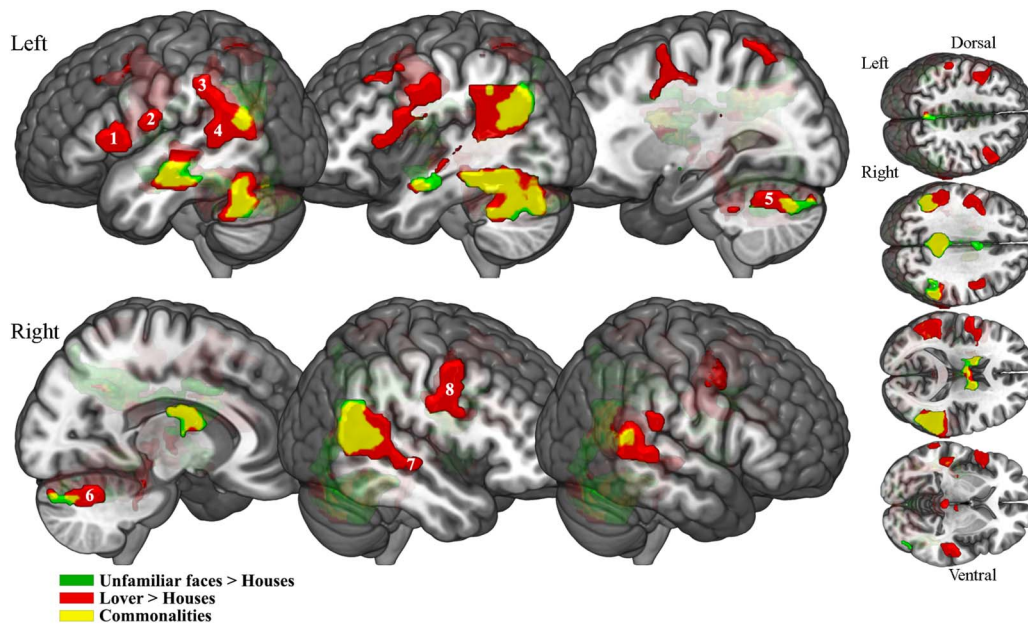 Left
1
2
3
4
5
Right
6
7
8
Dorsal
Left
Right
Ventral
Unfamiliar faces > Houses
Lover > Houses
Commonalities